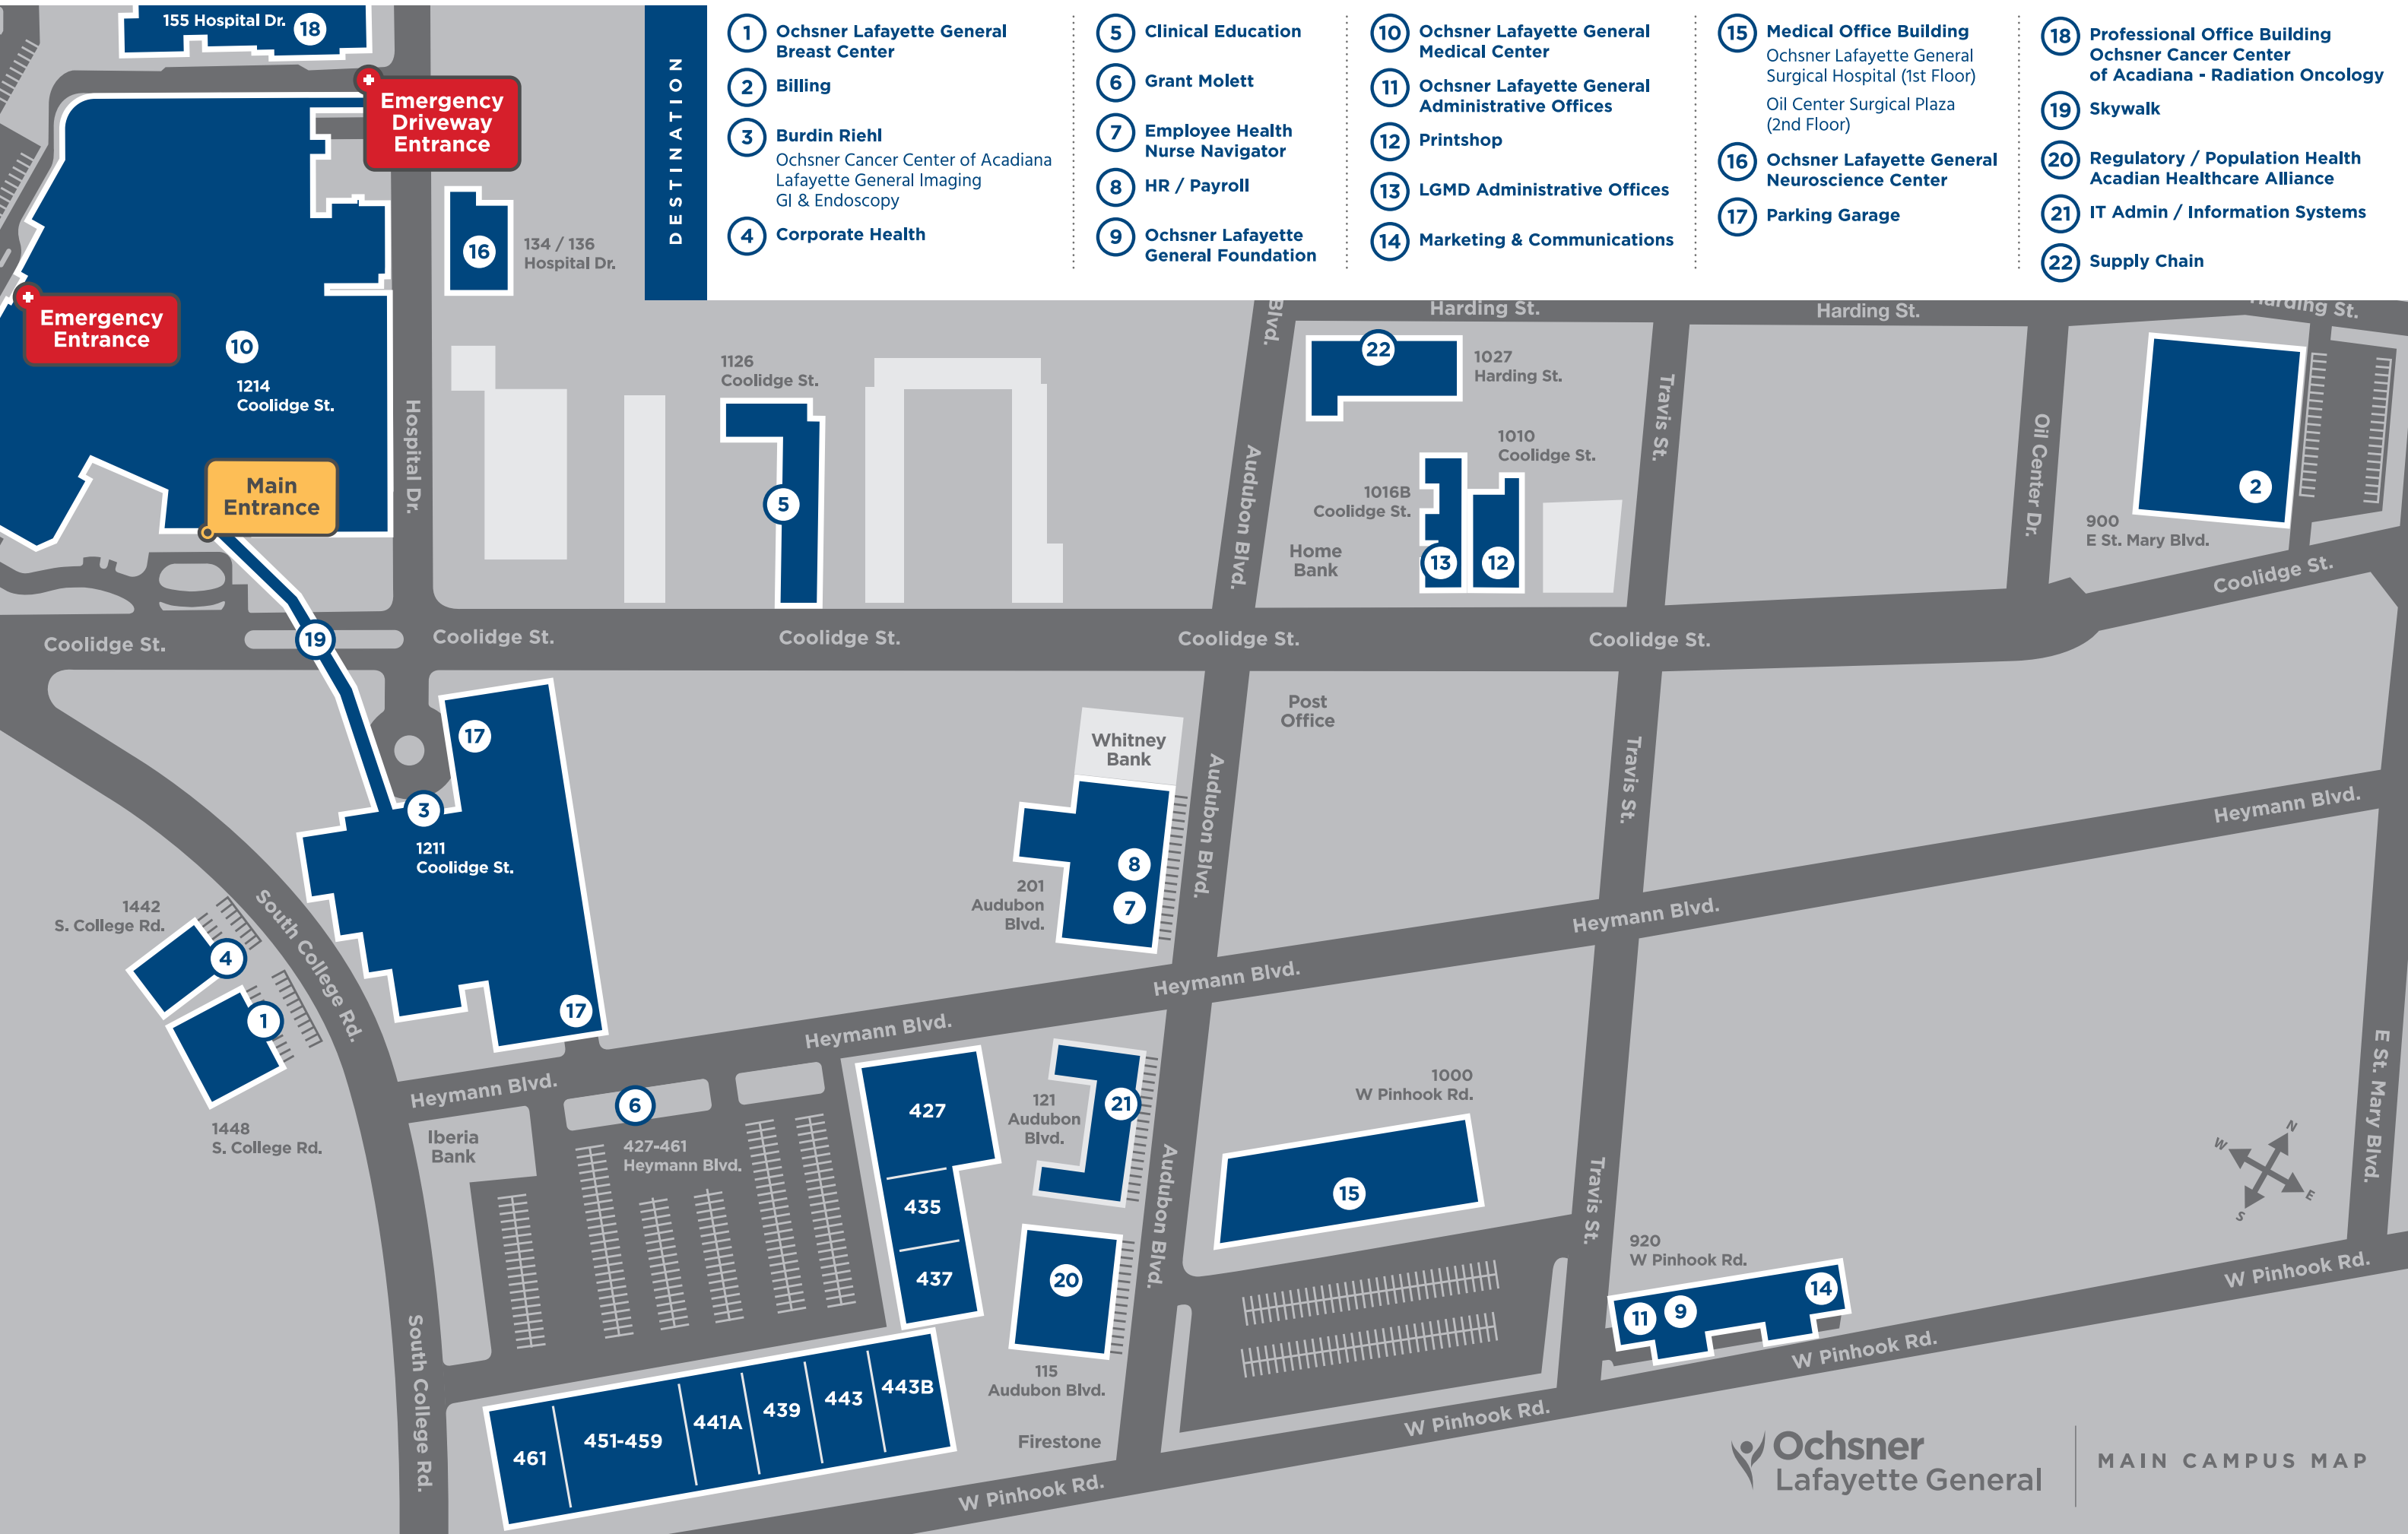 155 Hospital Dr.
18
Emergency
Driveway
Entrance
16
134 / 136
Hospital Dr.
Emergency
Entrance
10
1214
Coolidge St.
Main
Entrance
Hospital Dr.
DESTINATION
1 Ochsner Lafayette General
Breast Center
2 Billing
3 Burdin Riehl
Ochsner Cancer Center of Acadiana
Lafayette General Imaging
GI & Endoscopy
4 Corporate Health
5 Clinical Education
6 Grant Molett
7 Employee Health
Nurse Navigator
8 HR / Payroll
9 Ochsner Lafayette
General Foundation
10 Ochsner Lafayette General
Medical Center
11 Ochsner Lafayette General
Administrative Offices
12 Printshop
13 LGMD Administrative Offices
14 Marketing & Communications
15 Medical Office Building
Ochsner Lafayette General
Surgical Hospital (1st Floor)
Oil Center Surgical Plaza
(2nd Floor)
16 Ochsner Lafayette General
Neuroscience Center
17 Parking Garage
18 Professional Office Building
Ochsner Cancer Center
of Acadiana - Radiation Oncology
19 Skywalk
20 Regulatory / Population Health
Acadian Healthcare Alliance
21 IT Admin / Information Systems
22 Supply Chain
Blvd.
Harding St.
Harding St.
Harding St.
1126
Coolidge St.
5
22
1027
Harding St.
1010
Coolidge St.
1016B
Coolidge St.
Home
Bank
13
12
Audubon Blvd.
Travis St.
Oil Center Dr.
2
900
E St. Mary Blvd.
Coolidge St.
Coolidge St.
19
Coolidge St.
Coolidge St.
Coolidge St.
Coolidge St.
17
3
1211
Coolidge St.
17
Post
Office
Whitney
Bank
8
7
201
Audubon
Blvd.
Audubon Blvd.
Travis St.
Heymann Blvd.
Heymann Blvd.
Heymann Blvd.
Heymann Blvd.
Heymann Blvd.
1442
S. College Rd.
4
1
1448
S. College Rd.
South College Rd.
Iberia
Bank
6
427-461
Heymann Blvd.
427
435
437
121
Audubon
Blvd.
21
20
115
Audubon Blvd.
Firestone
Audubon Blvd.
1000
W Pinhook Rd.
15
Travis St.
920
W Pinhook Rd.
11
9
14
E St. Mary Blvd.
N
W
E
S
South College Rd.
461
451-459
441A
439
443
443B
W Pinhook Rd.
W Pinhook Rd.
W Pinhook Rd.
W Pinhook Rd.
Ochsner
Lafayette General
MAIN CAMPUS MAP